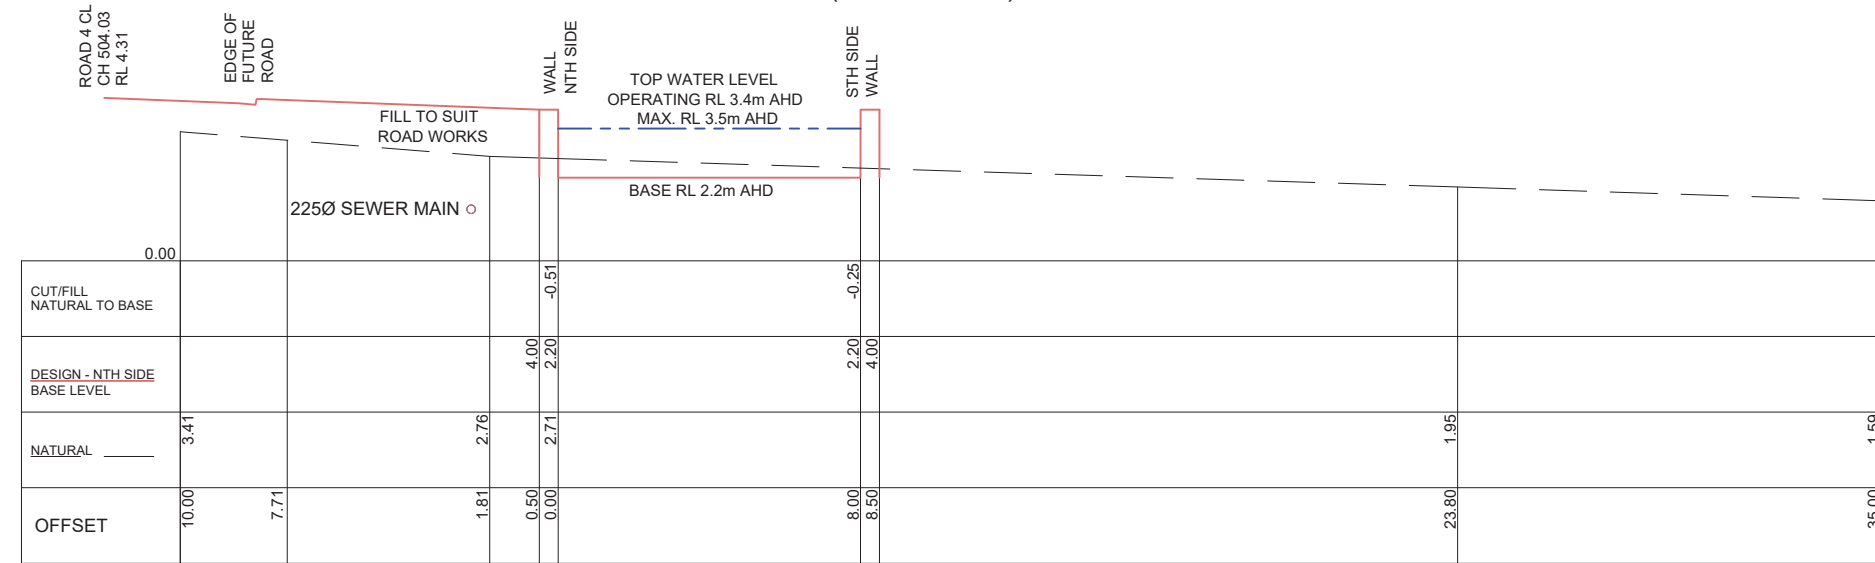 ROAD 4 CL
CH 504.03
RL 4.31
EDGE OF
FUTURE
ROAD
WALL
NTH SIDE
STH SIDE
WALL
TOP WATER LEVEL
OPERATING RL 3.4m AHD
MAX. RL 3.5m AHD
FILL TO SUIT
ROAD WORKS
BASE RL 2.2m AHD
225Ø SEWER MAIN
0.00
CUT/FILL
NATURAL TO BASE
-0.51
-0.25
DESIGN - NTH SIDE
BASE LEVEL
4.00
2.20
2.20
4.00
NATURAL
3.41
2.76
2.71
1.95
1.59
OFFSET
10.00
7.71
1.81
0.50
0.00
8.00
8.50
23.80
35.00